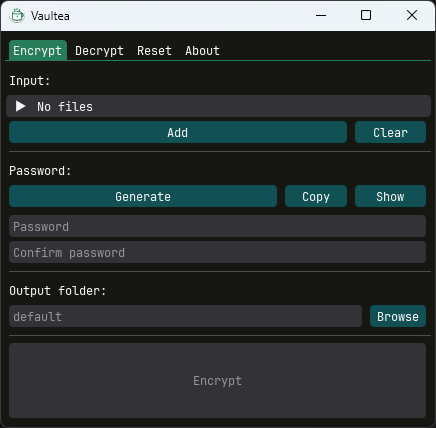 Vaultea
Encrypt Decrypt Reset About
Input:
No files
Add Clear
Password:
Generate Copy Show
Password
Confirm password
Output folder:
default Browse
Encrypt